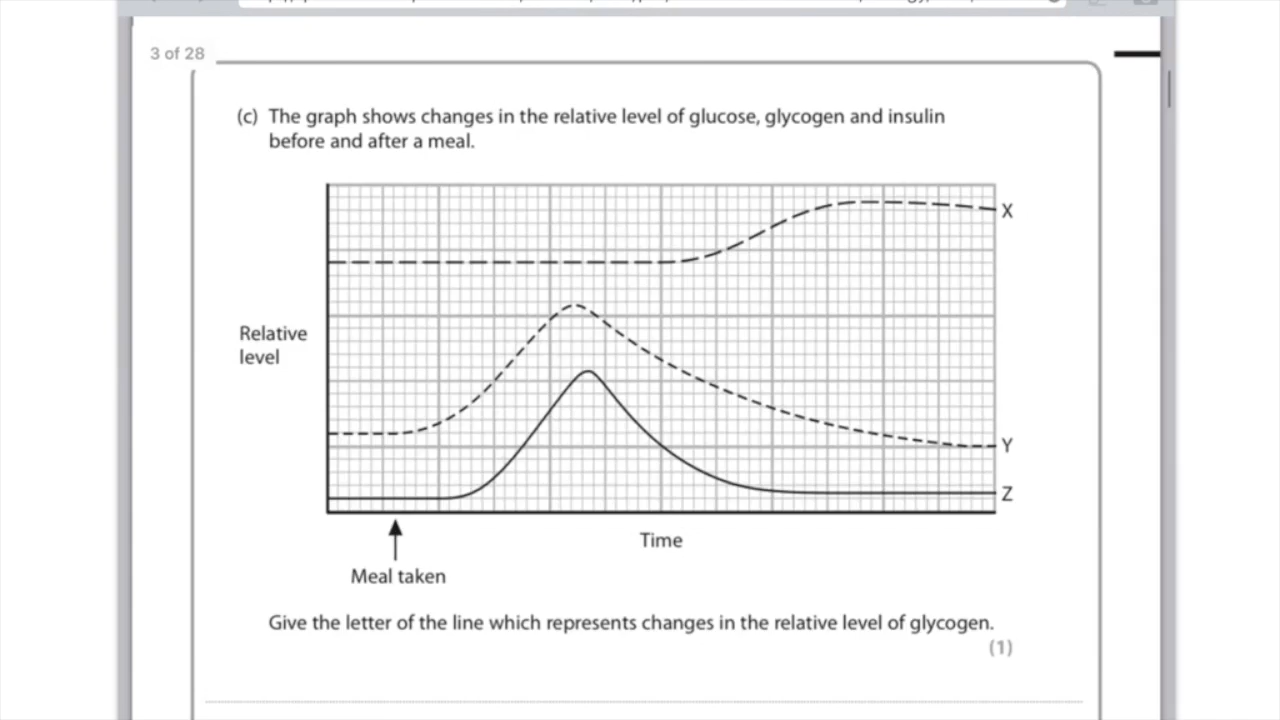 3 of 28
(c) The graph shows changes in the relative level of glucose, glycogen and insulin
before and after a meal.
X
Relative
level
Y
Z
Time
Meal taken
Give the letter of the line which represents changes in the relative level of glycogen.
(1)